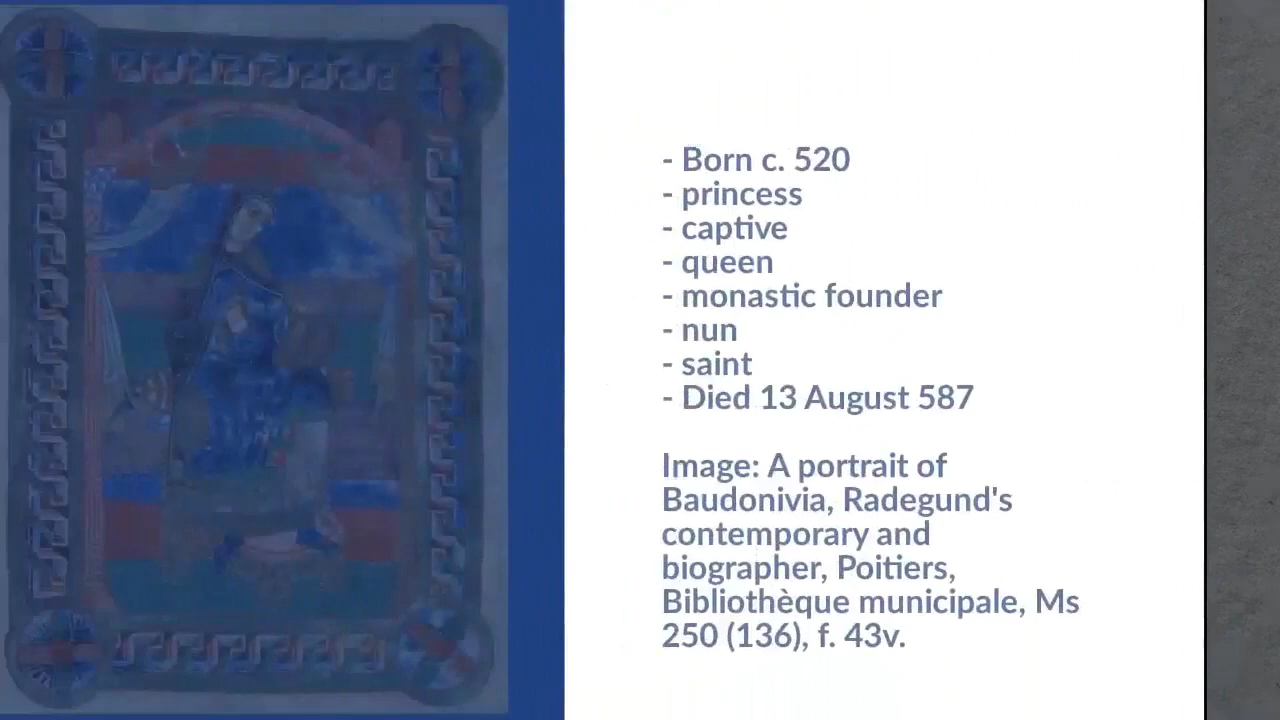 - Born c. 520
- princess
- captive
- queen
- monastic founder
- nun
- saint
- Died 13 August 587
Image: A portrait of
Baudonivia, Radegund's
contemporary and
biographer, Poitiers,
Bibliothèque municipale, Ms
250 (136), f. 43v.